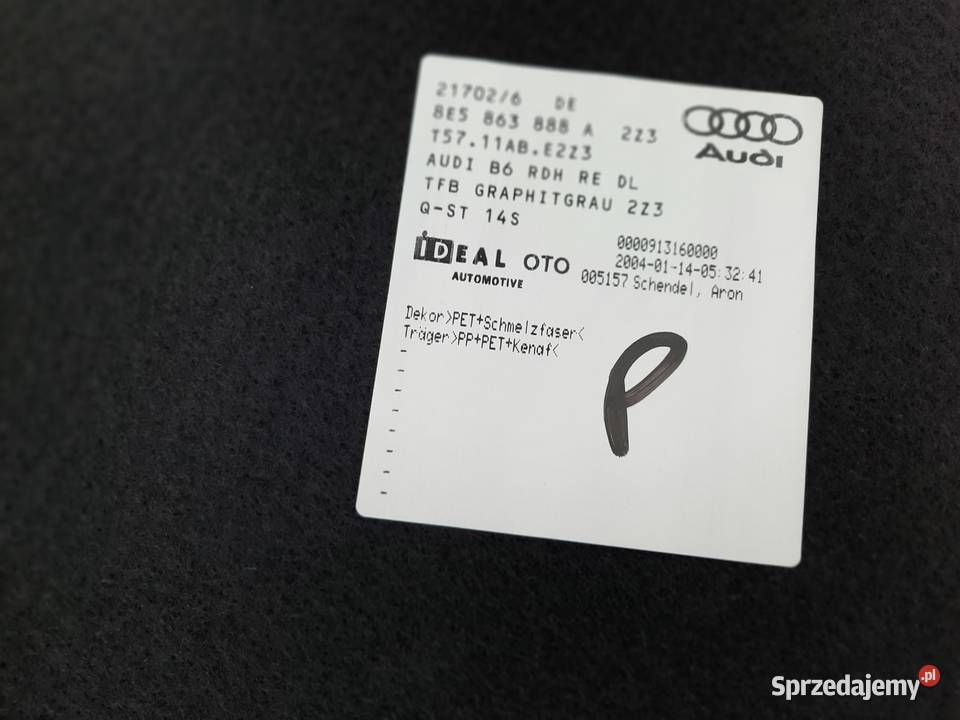 21702/6 DE
8E5 863 888 A 2Z3
T57.11AB.E2Z3
AUDI B6 RDH RE DL
TFB GRAPHITGRAU 2Z3
Q-ST 14S
Audi
İDEAL OTO
AUTOMOTIVE
0000913160000
2004-01-14-05:32:41
005157 Schendel, Aron
Dekor>PET+Schmelzfaser<
Träger>PP+PET+Kenaf<
-
-
-
-
-
-
-
-
P
Sprzedajemy.pl